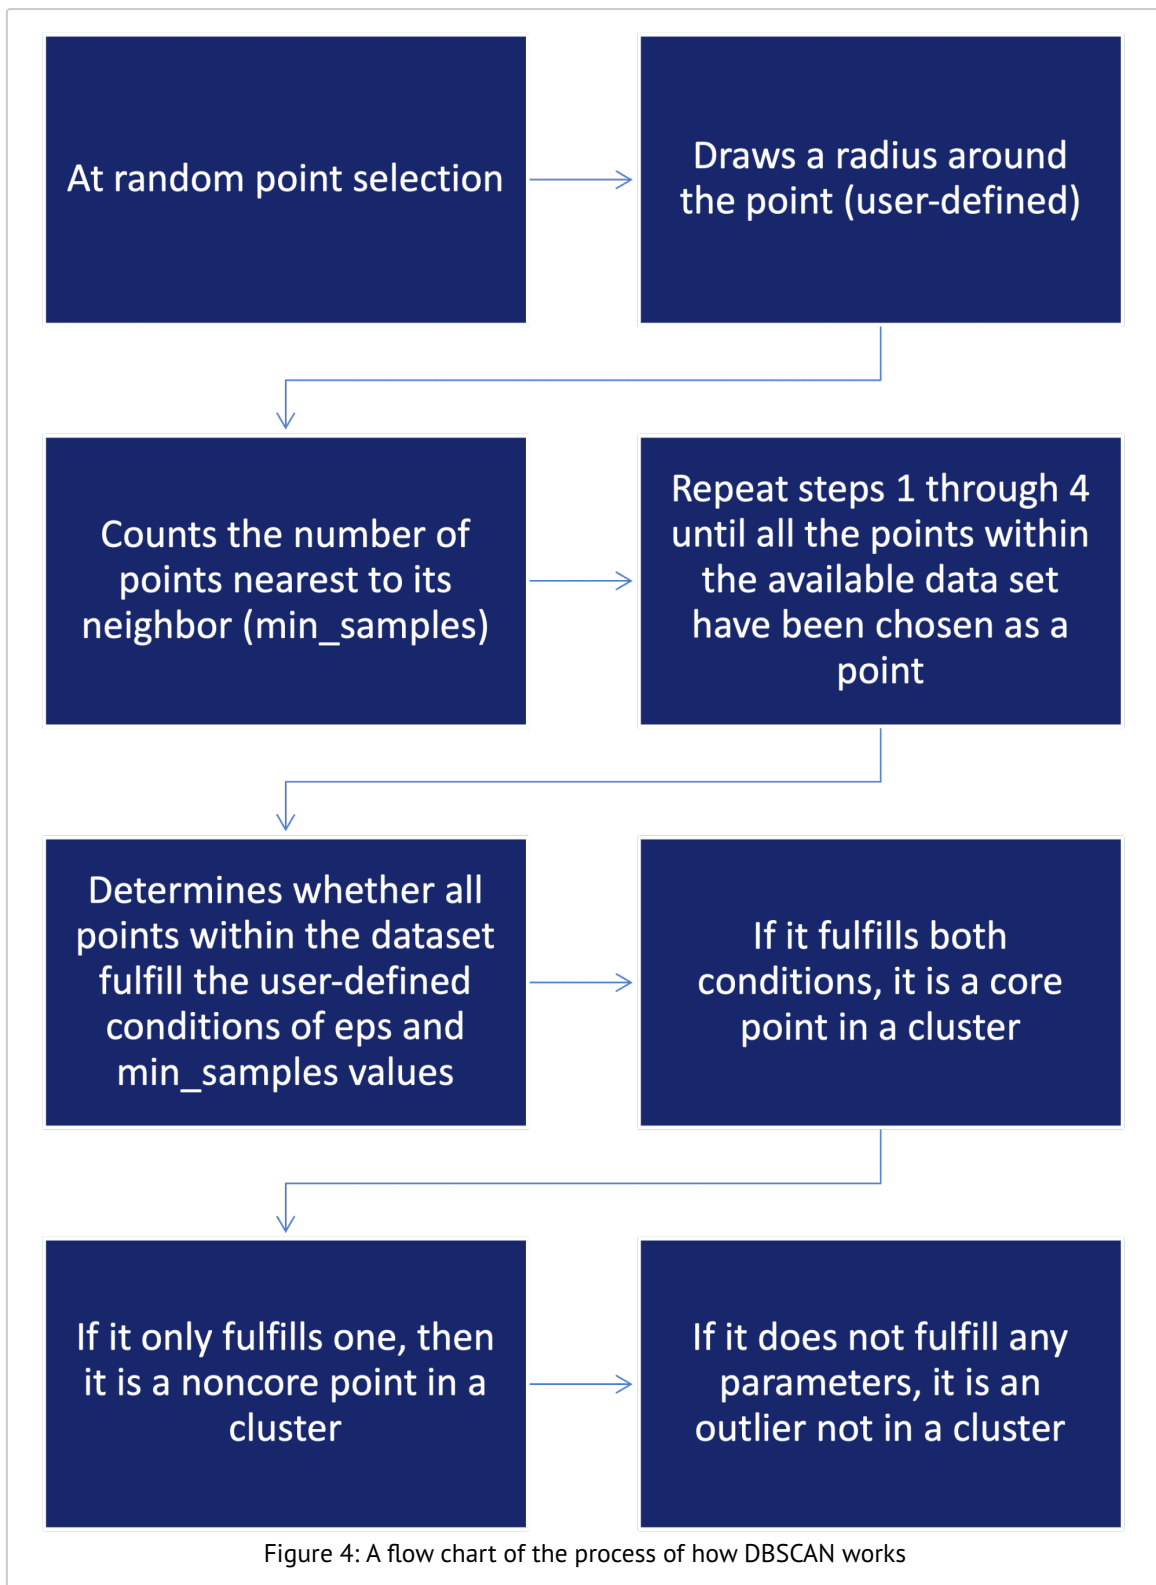 At random point selection
Draws a radius around
the point (user-defined)
Counts the number of
points nearest to its
neighbor (min_samples)
Repeat steps 1 through 4
until all the points within
the available data set
have been chosen as a
point
Determines whether all
points within the dataset
fulfill the user-defined
conditions of eps and
min_samples values
If it fulfills both
conditions, it is a core
point in a cluster
If it only fulfills one, then
it is a noncore point in a
cluster
If it does not fulfill any
parameters, it is an
outlier not in a cluster
Figure 4: A flow chart of the process of how DBSCAN works